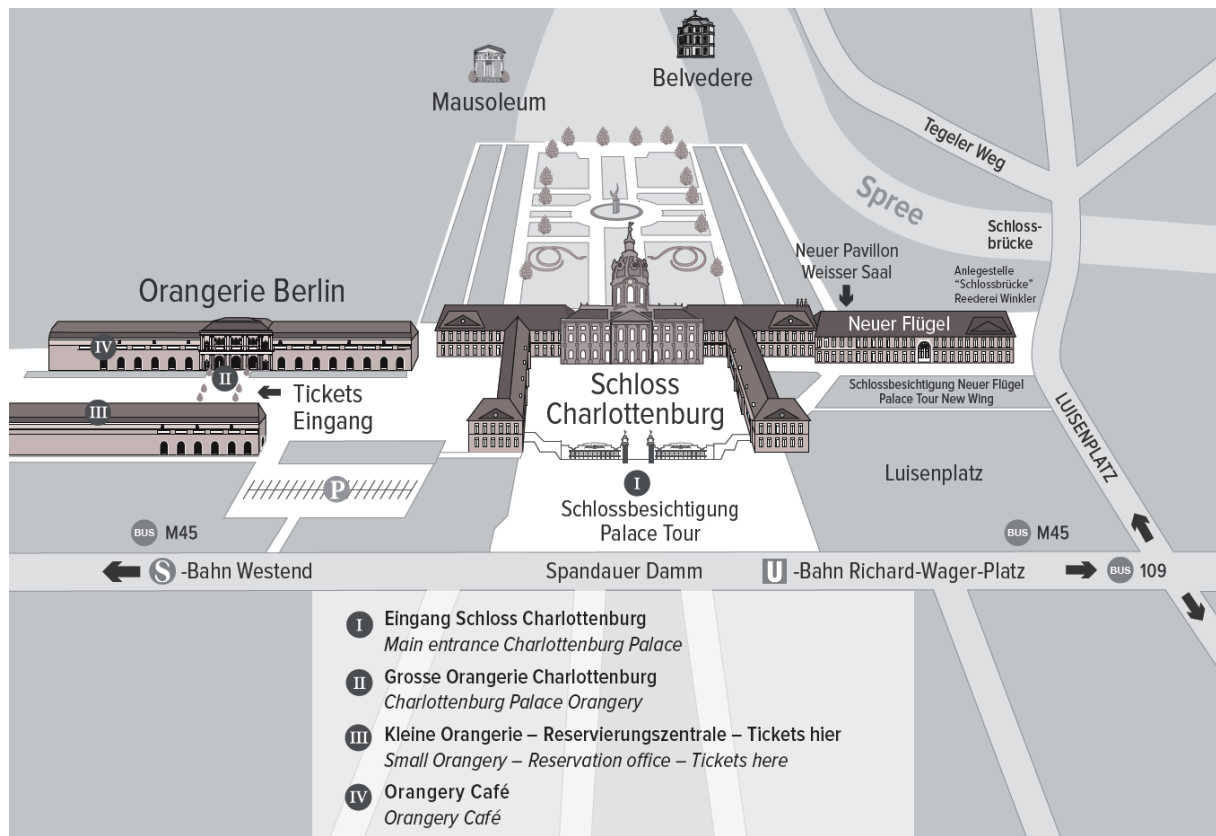 Mausoleum
Belvedere
Tegeler Weg
Spree
Schloss-
brücke
Neuer Pavillon
Weisser Saal
Anlegestelle
“Schlossbrücke”
Reederei Winkler
Orangerie Berlin
Neuer Flügel
IV
II
Tickets
Eingang
III
Schloss
Charlottenburg
Schlossbesichtigung Neuer Flügel
Palace Tour New Wing
LUISENPLATZ
Luisenplatz
P
I
Schlossbesichtigung
Palace Tour
BUS M45
BUS M45
S -Bahn Westend
Spandauer Damm
U -Bahn Richard-Wager-Platz
BUS 109
I Eingang Schloss Charlottenburg
Main entrance Charlottenburg Palace
II Grosse Orangerie Charlottenburg
Charlottenburg Palace Orangery
III Kleine Orangerie – Reservierungszentrale – Tickets hier
Small Orangery – Reservation office – Tickets here
IV Orangery Café
Orangery Café